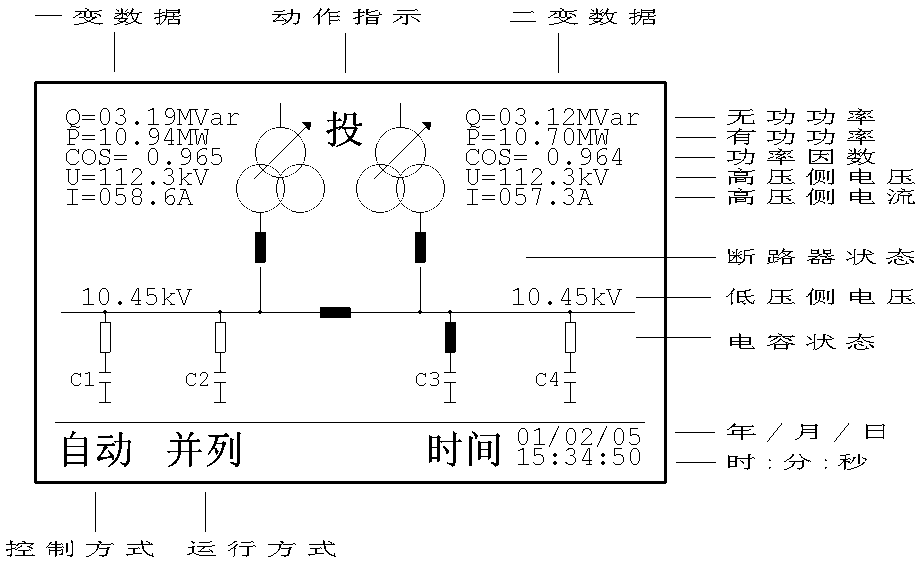 一变数据 动作指示 二变数据
Q=03.19MVar 投 Q=03.12MVar 无功功率
P=10.94MW P=10.70MW 有功功率
COS= 0.965 COS= 0.964 功率因数
U=112.3kV U=112.3kV 高压侧电压
I=058.6A I=057.3A 高压侧电流
断路器状态
10.45kV 10.45kV 低压侧电压
电容状态
C1 C2 C3 C4
自动 并列 时间 01/02/05 年/月/日
15:34:50 时:分:秒
控制方式 运行方式